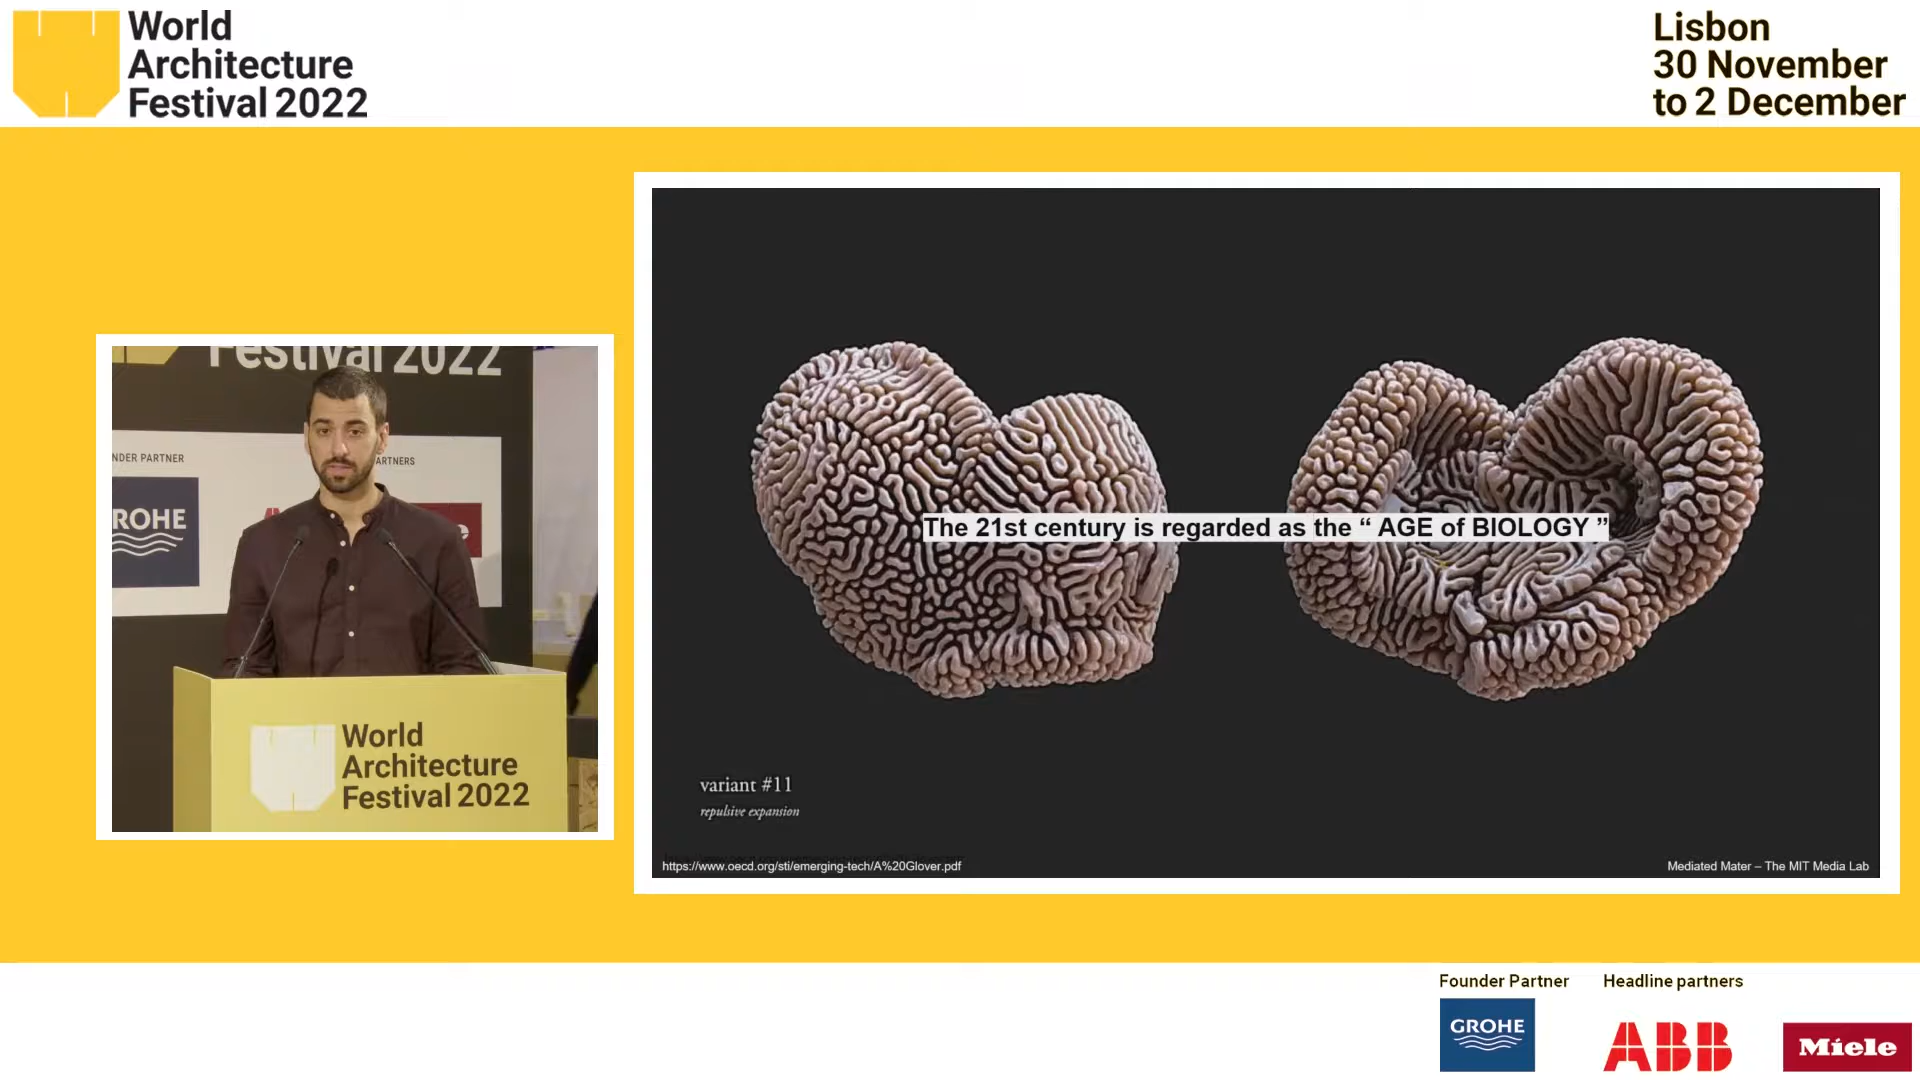 World
Architecture
Festival 2022
Lisbon
30 November
to 2 December
Festival 2022
NDER PARTNER
ARTNERS
ROHE
e
World
Architecture
Festival 2022
The 21st century is regarded as the “ AGE of BIOLOGY ”
variant #11
repulsive expansion
https://www.oecd.org/sti/emerging-tech/A%20Glover.pdf
Mediated Mater – The MIT Media Lab
Founder Partner
Headline partners
GROHE
ABB
Miele